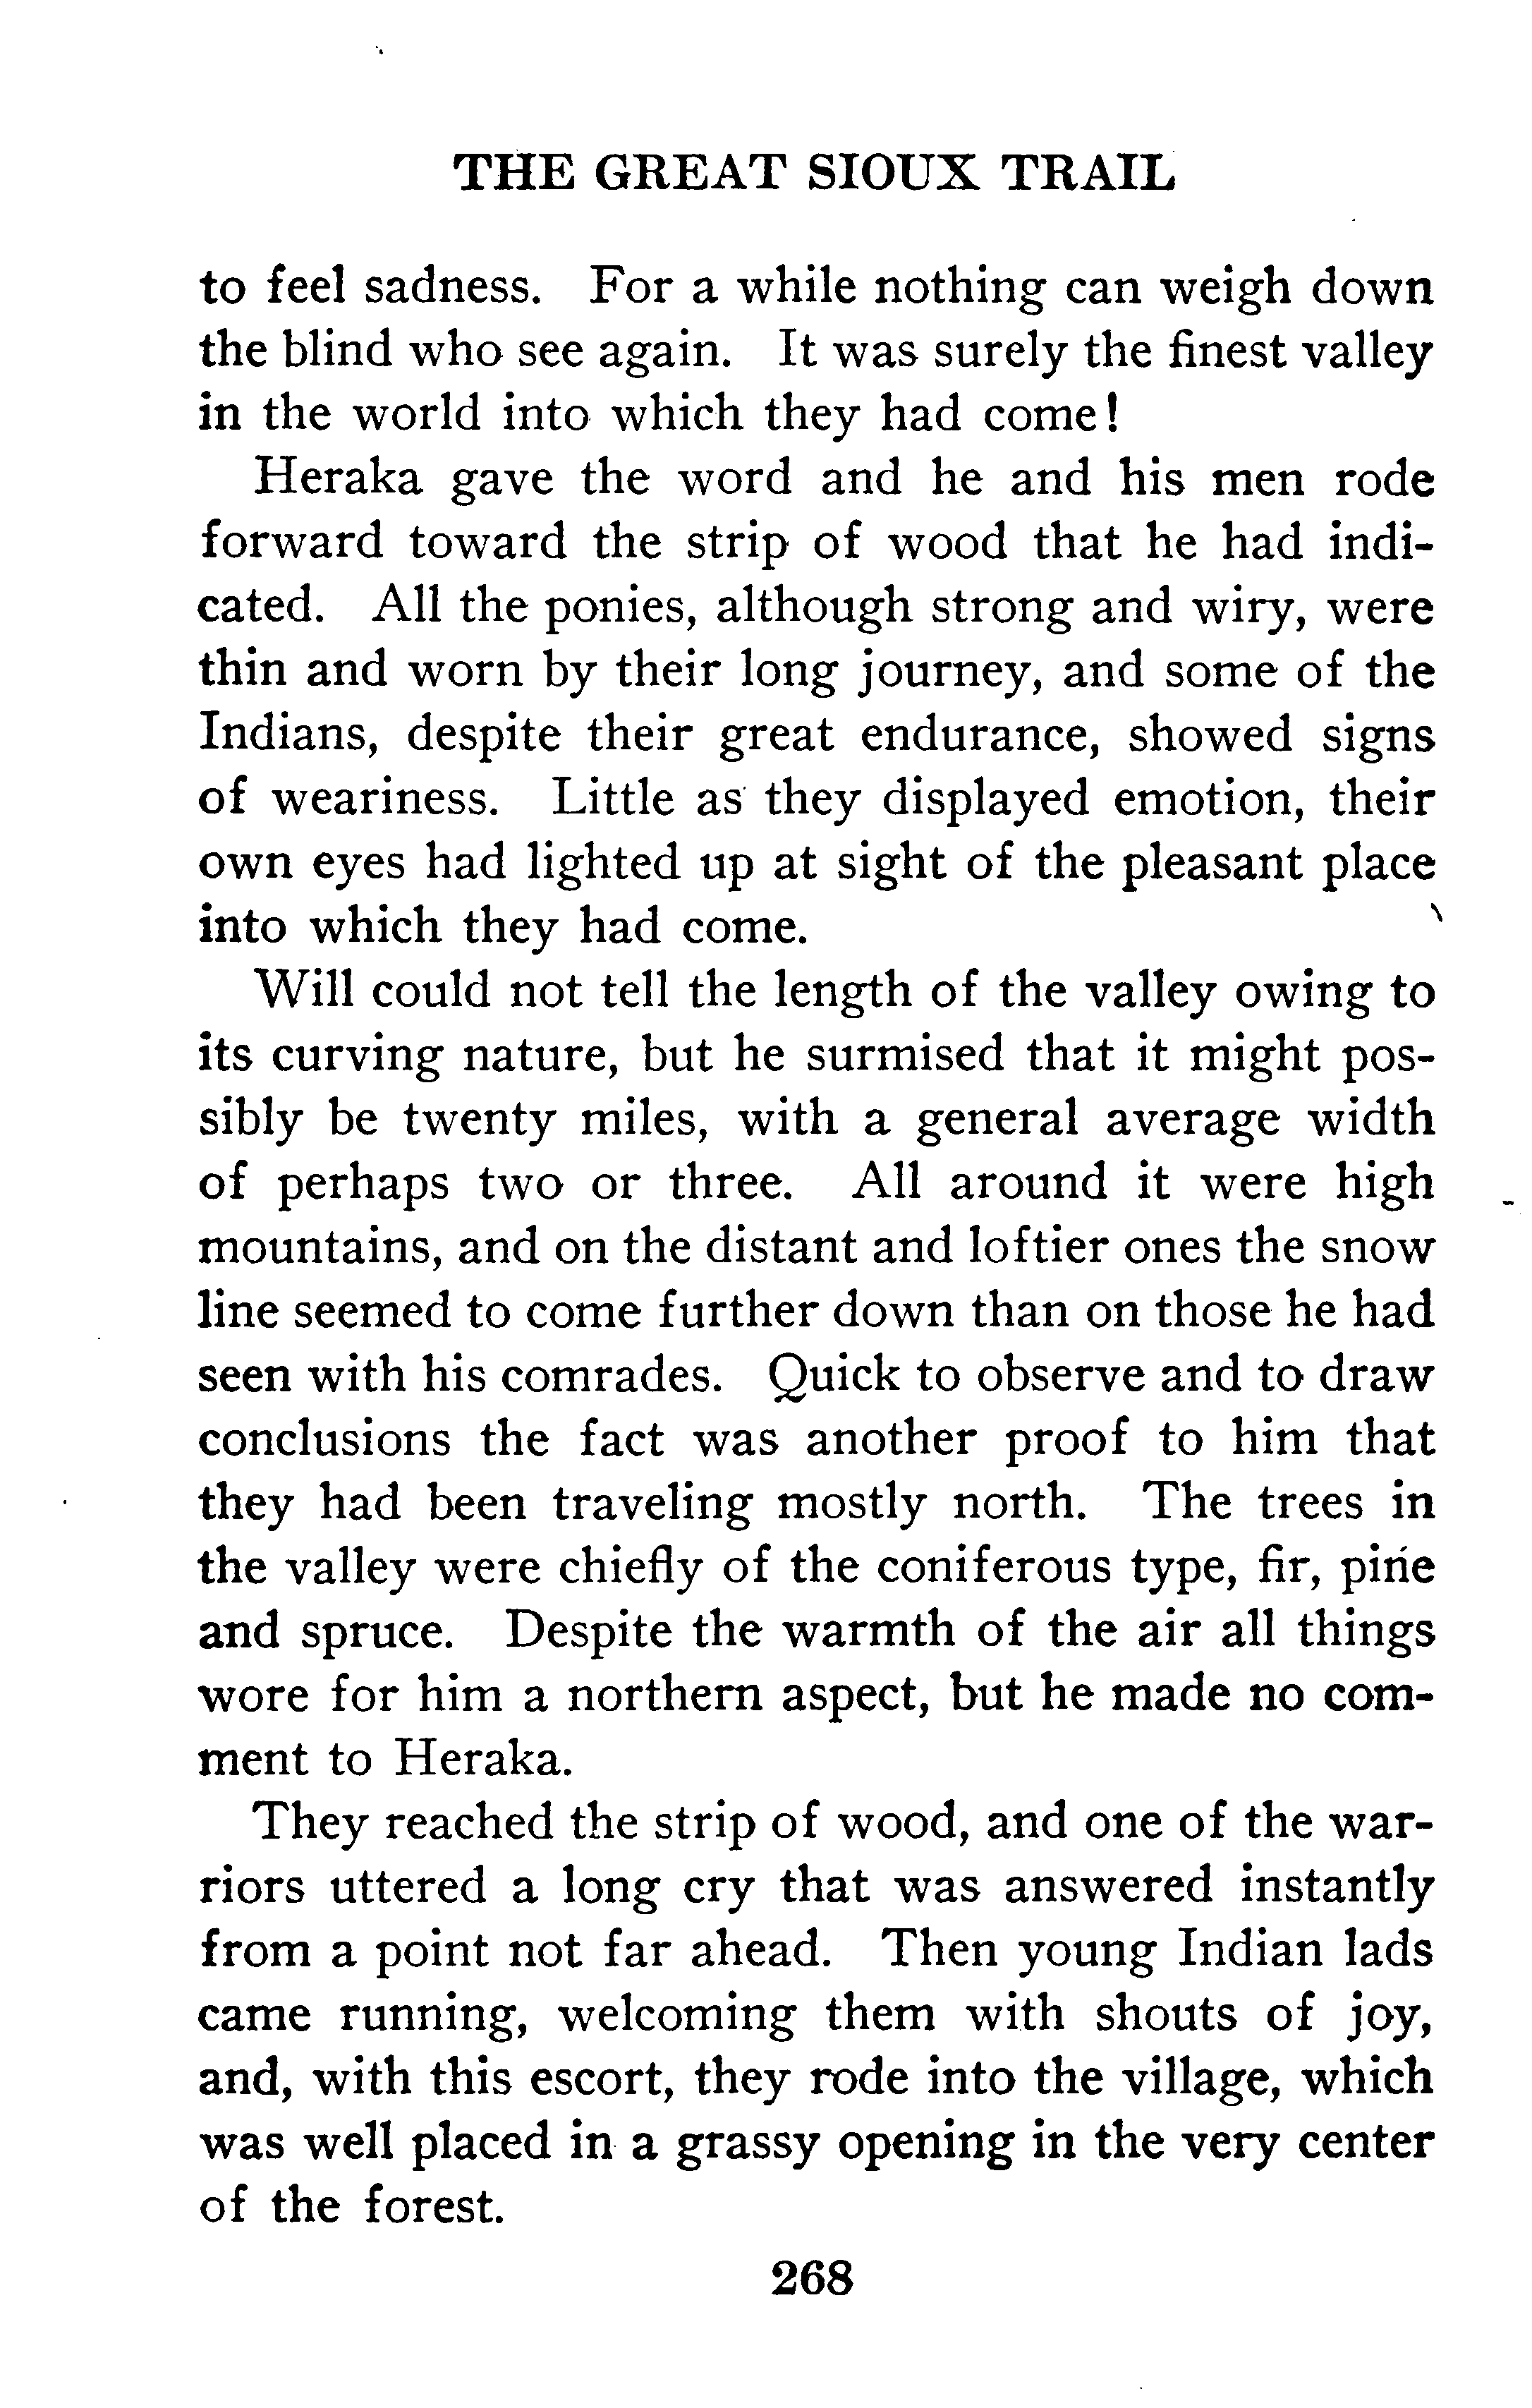 THE GREAT SIOUX TRAIL
to feel sadness. For a while nothing can weigh down
the blind who see again. It was surely the finest valley
in the world into which they had come!
Heraka gave the word and he and his men rode
forward toward the strip of wood that he had indi-
cated. All the ponies, although strong and wiry, were
thin and worn by their long journey, and some of the
Indians, despite their great endurance, showed signs
of weariness. Little as they displayed emotion, their
own eyes had lighted up at sight of the pleasant place
into which they had come.
Will could not tell the length of the valley owing to
its curving nature, but he surmised that it might pos-
sibly be twenty miles, with a general average width
of perhaps two or three. All around it were high
mountains, and on the distant and loftier ones the snow
line seemed to come further down than on those he had
seen with his comrades. Quick to observe and to draw
conclusions the fact was another proof to him that
they had been traveling mostly north. The trees in
the valley were chiefly of the coniferous type, fir, pine
and spruce. Despite the warmth of the air all things
wore for him a northern aspect, but he made no com-
ment to Heraka.
They reached the strip of wood, and one of the war-
riors uttered a long cry that was answered instantly
from a point not far ahead. Then young Indian lads
came running, welcoming them with shouts of joy,
and, with this escort, they rode into the village, which
was well placed in a grassy opening in the very center
of the forest.
268